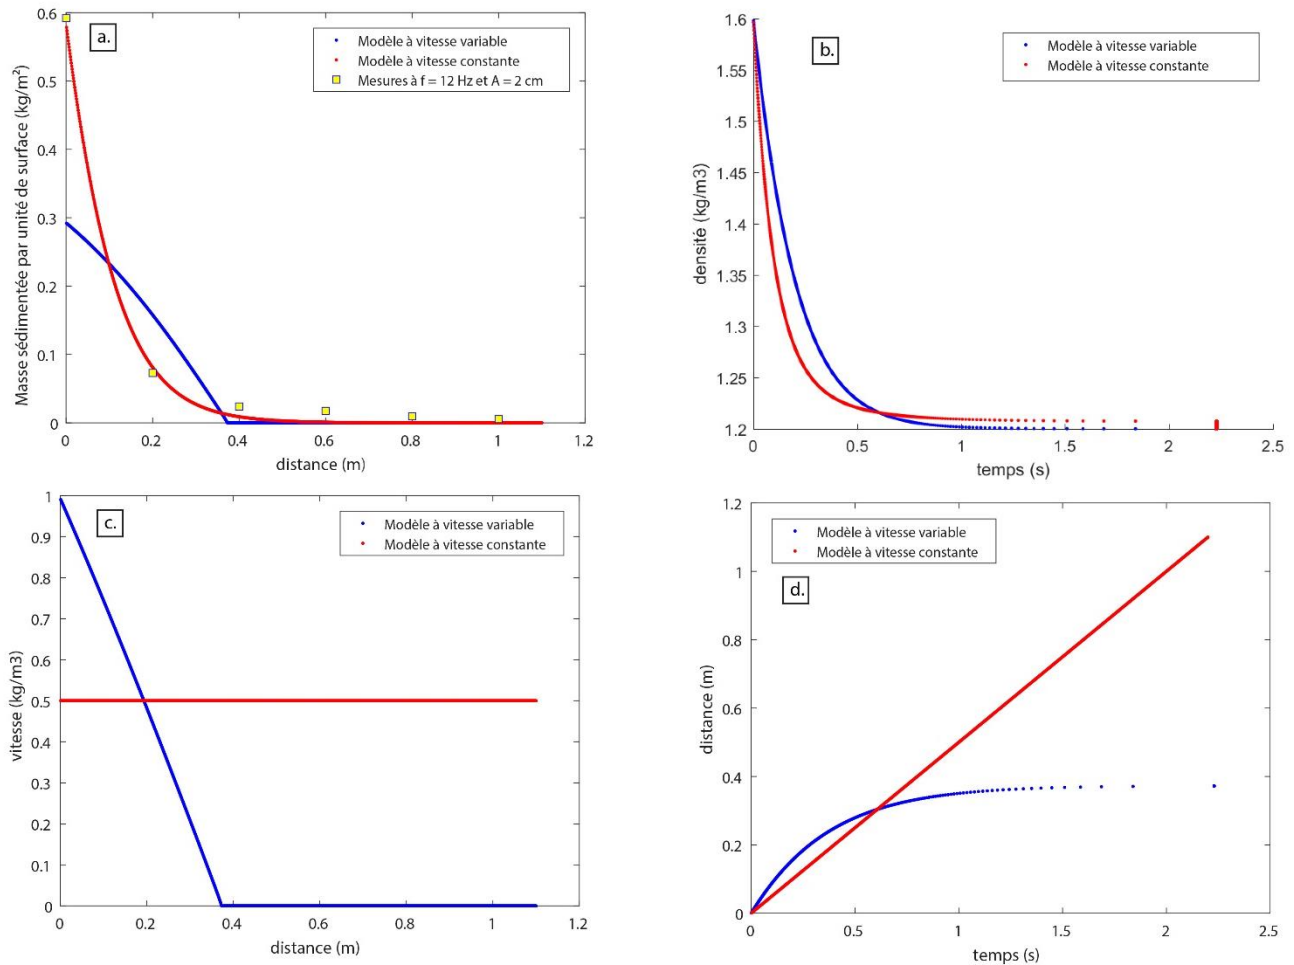 a.
Modèle à vitesse variable
Modèle à vitesse constante
Mesures à f = 12 Hz et A = 2 cm
Masse sédimentée par unité de surface (kg/m²)
0.6
0.5
0.4
0.3
0.2
0.1
0
0 0.2 0.4 0.6 0.8 1 1.2
distance (m)
b.
Modèle à vitesse variable
Modèle à vitesse constante
densité (kg/m3)
1.6
1.55
1.5
1.45
1.4
1.35
1.3
1.25
1.2
0 0.5 1 1.5 2 2.5
temps (s)
c.
Modèle à vitesse variable
Modèle à vitesse constante
vitesse (kg/m3)
1
0.9
0.8
0.7
0.6
0.5
0.4
0.3
0.2
0.1
0
0 0.2 0.4 0.6 0.8 1 1.2
distance (m)
Modèle à vitesse variable
Modèle à vitesse constante
d.
distance (m)
1.2
1
0.8
0.6
0.4
0.2
0
0 0.5 1 1.5 2 2.5
temps (s)